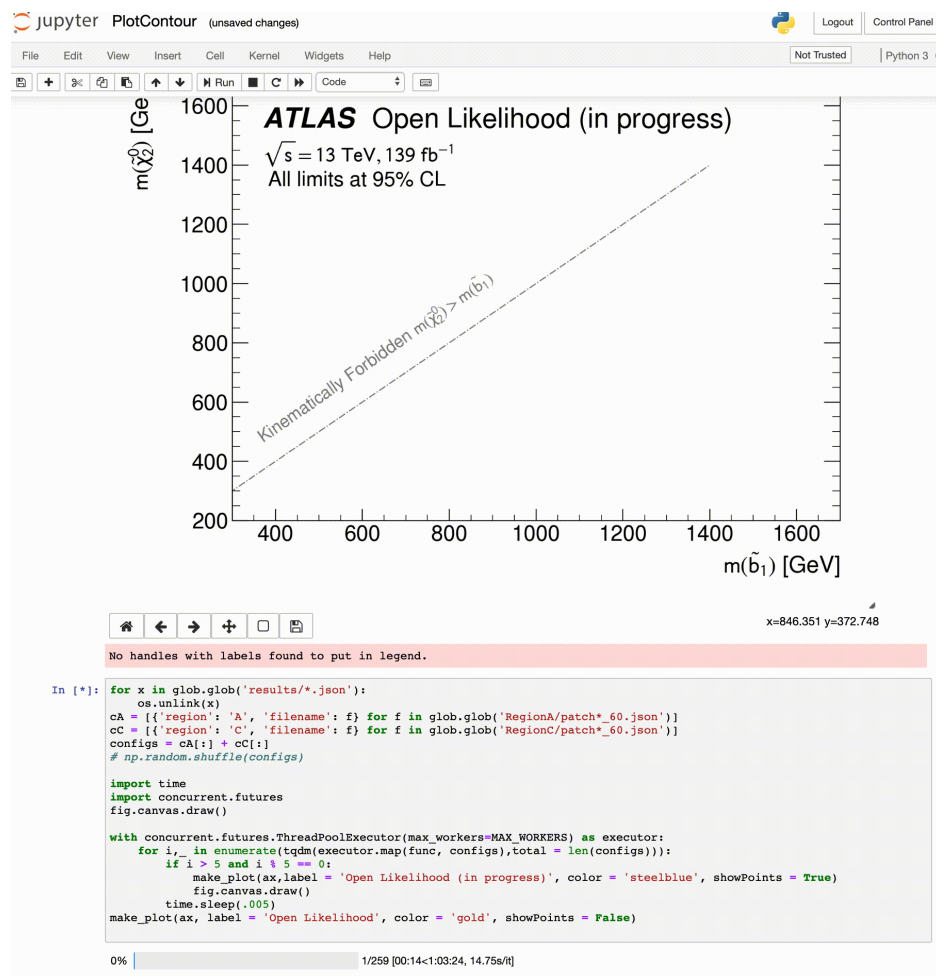 jupyter PlotContour (unsaved changes)
Logout Control Panel
File Edit View Insert Cell Kernel Widgets Help Not Trusted Python 3
Run Code
m(χ̃⁰₂) [Ge
1600
1400
1200
1000
800
600
400
200
ATLAS Open Likelihood (in progress)
√s = 13 TeV, 139 fb⁻¹
All limits at 95% CL
Kinematically Forbidden m(χ̃⁰₂) > m(b̃₁)
400 600 800 1000 1200 1400 1600
m(b̃₁) [GeV]
x=846.351 y=372.748
No handles with labels found to put in legend.
In [*]: for x in glob.glob('results/*.json'):
    os.unlink(x)
cA = [{'region': 'A', 'filename': f} for f in glob.glob('RegionA/patch*_60.json')]
cC = [{'region': 'C', 'filename': f} for f in glob.glob('RegionC/patch*_60.json')]
configs = cA[:] + cC[:]
# np.random.shuffle(configs)
import time
import concurrent.futures
fig.canvas.draw()
with concurrent.futures.ThreadPoolExecutor(max_workers=MAX_WORKERS) as executor:
    for i,_ in enumerate(tqdm(executor.map(func, configs),total = len(configs))):
        if i > 5 and i % 5 == 0:
            make_plot(ax,label = 'Open Likelihood (in progress)', color = 'steelblue', showPoints = True)
            fig.canvas.draw()
        time.sleep(.005)
make_plot(ax, label = 'Open Likelihood', color = 'gold', showPoints = False)
0% 1/259 [00:14<1:03:24, 14.75s/it]